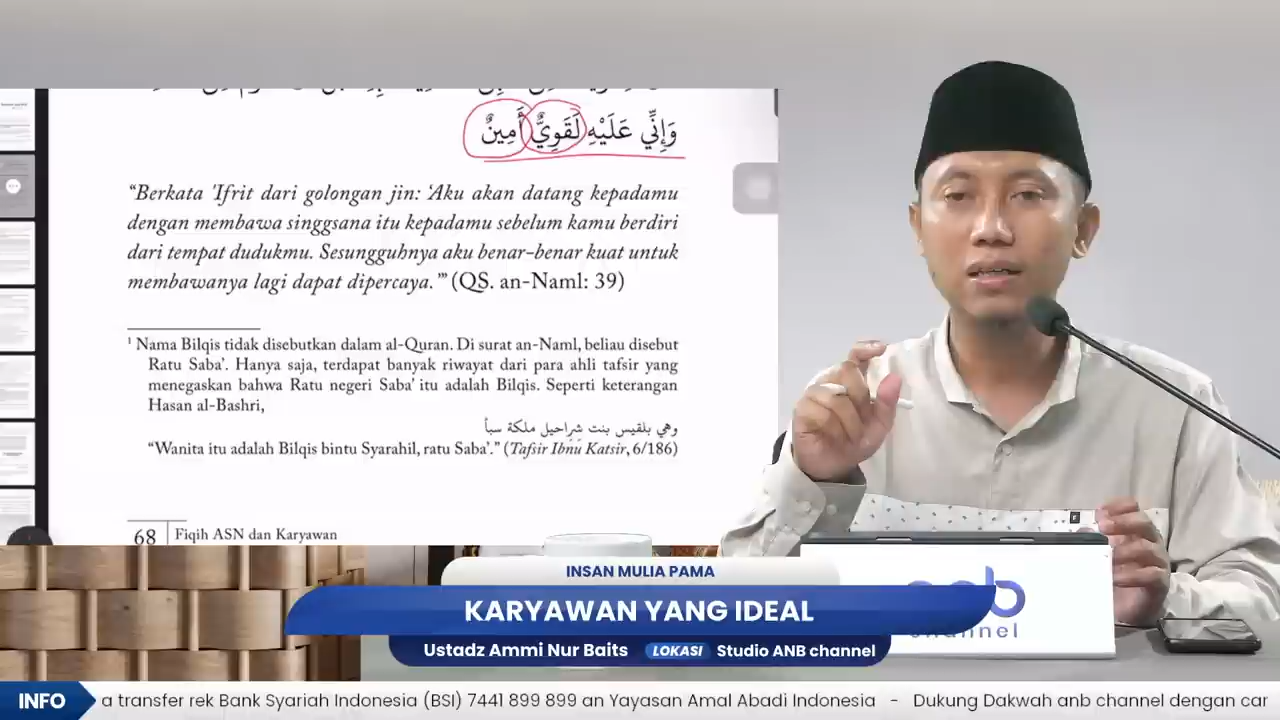 وَإِنِّي عَلَيْهِ لَقَوِيٌّ أَمِينٌ
“Berkata 'Ifrit dari golongan jin: 'Aku akan datang kepadamu
dengan membawa singgsana itu kepadamu sebelum kamu berdiri
dari tempat dudukmu. Sesungguhnya aku benar-benar kuat untuk
membawanya lagi dapat dipercaya.'” (QS. an-Naml: 39)
¹ Nama Bilqis tidak disebutkan dalam al-Quran. Di surat an-Naml, beliau disebut
Ratu Saba’. Hanya saja, terdapat banyak riwayat dari para ahli tafsir yang
menegaskan bahwa Ratu negeri Saba’ itu adalah Bilqis. Seperti keterangan
Hasan al-Bashri,
وهي بلقيس بنت شِرِاحيل ملكة سبأ
“Wanita itu adalah Bilqis bintu Syarahil, ratu Saba’.” (Tafsir Ibnu Katsir, 6/186)
68 Fiqih ASN dan Karyawan
INSAN MULIA PAMA
KARYAWAN YANG IDEAL
Ustadz Ammi Nur Baits LOKASI Studio ANB channel
INFO a transfer rek Bank Syariah Indonesia (BSI) 7441 899 899 an Yayasan Amal Abadi Indonesia - Dukung Dakwah anb channel dengan car